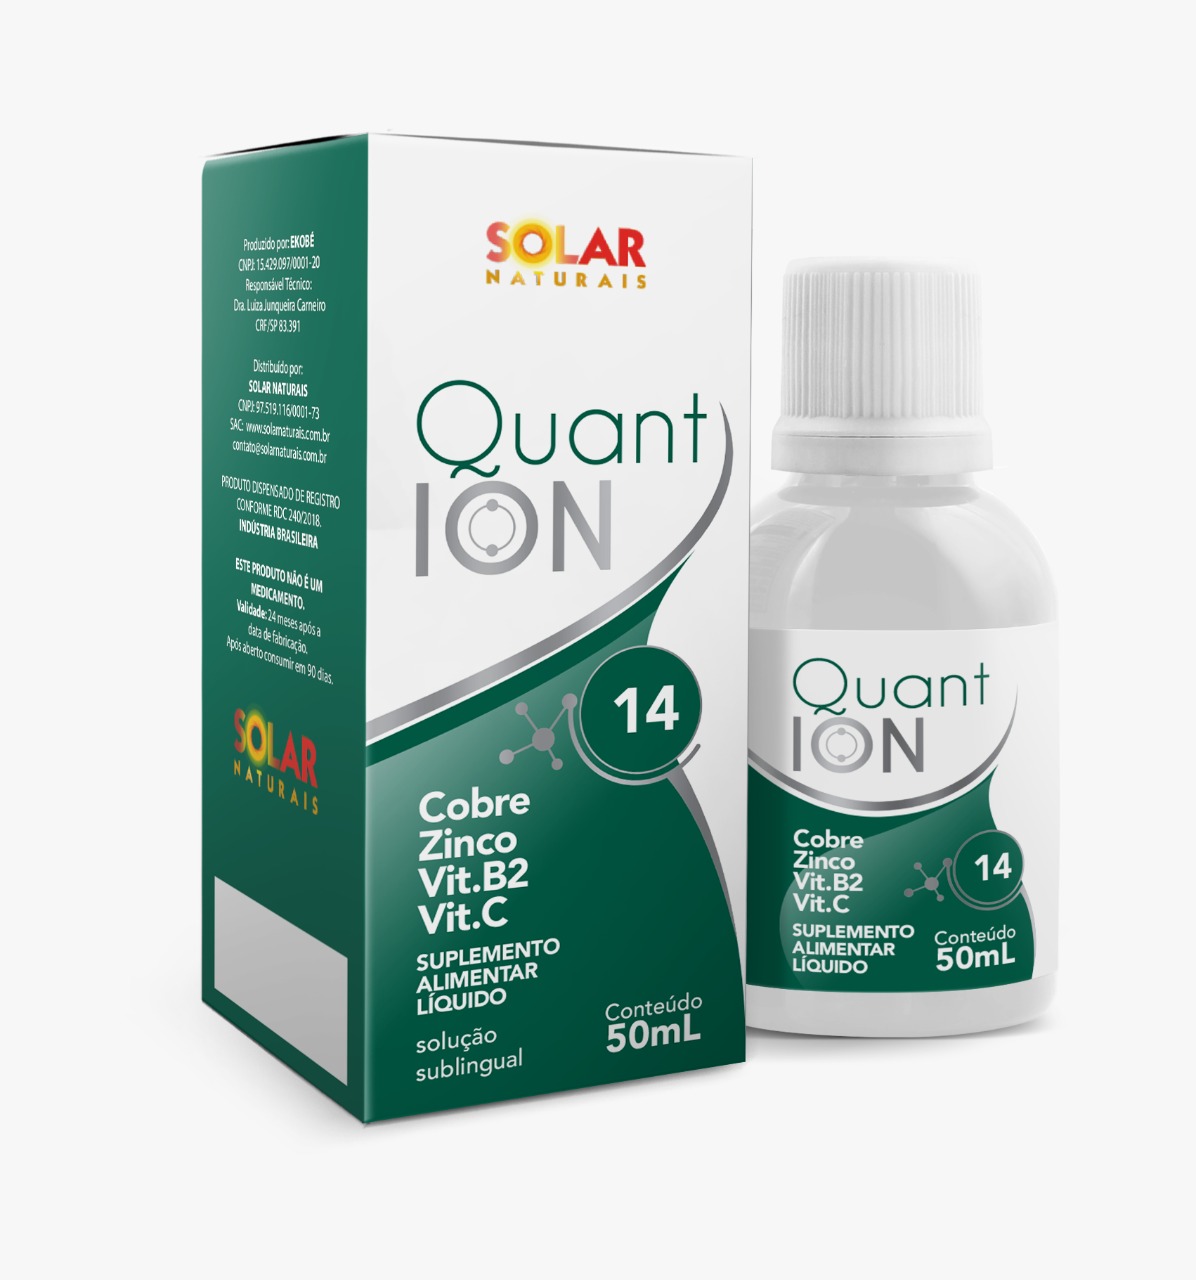 Produzido por: EKOBÉ
CNPJ: 15.429.097/0001-20
Responsável Técnico:
Dra. Luiza Junqueira Carneiro
CRF/SP 83.391
Distribuído por:
SOLAR NATURAIS
CNPJ: 97.519.116/0001-73
SAC: www.solarnaturais.com.br
contato@solarnaturais.com.br
PRODUTO DISPENSADO DE REGISTRO
CONFORME RDC 240/2018.
INDÚSTRIA BRASILEIRA
ESTE PRODUTO NÃO É UM
MEDICAMENTO.
Validade: 24 meses após a
data de fabricação.
Após aberto consumir em 90 dias.
SOLAR
NATURAIS
SOLAR
NATURAIS
Quant
ION
14
Cobre
Zinco
Vit.B2
Vit.C
SUPLEMENTO
ALIMENTAR
LÍQUIDO
solução
sublingual
Conteúdo
50mL
Quant
ION
Cobre
Zinco
Vit.B2
Vit.C
14
SUPLEMENTO
ALIMENTAR
LÍQUIDO
Conteúdo
50mL